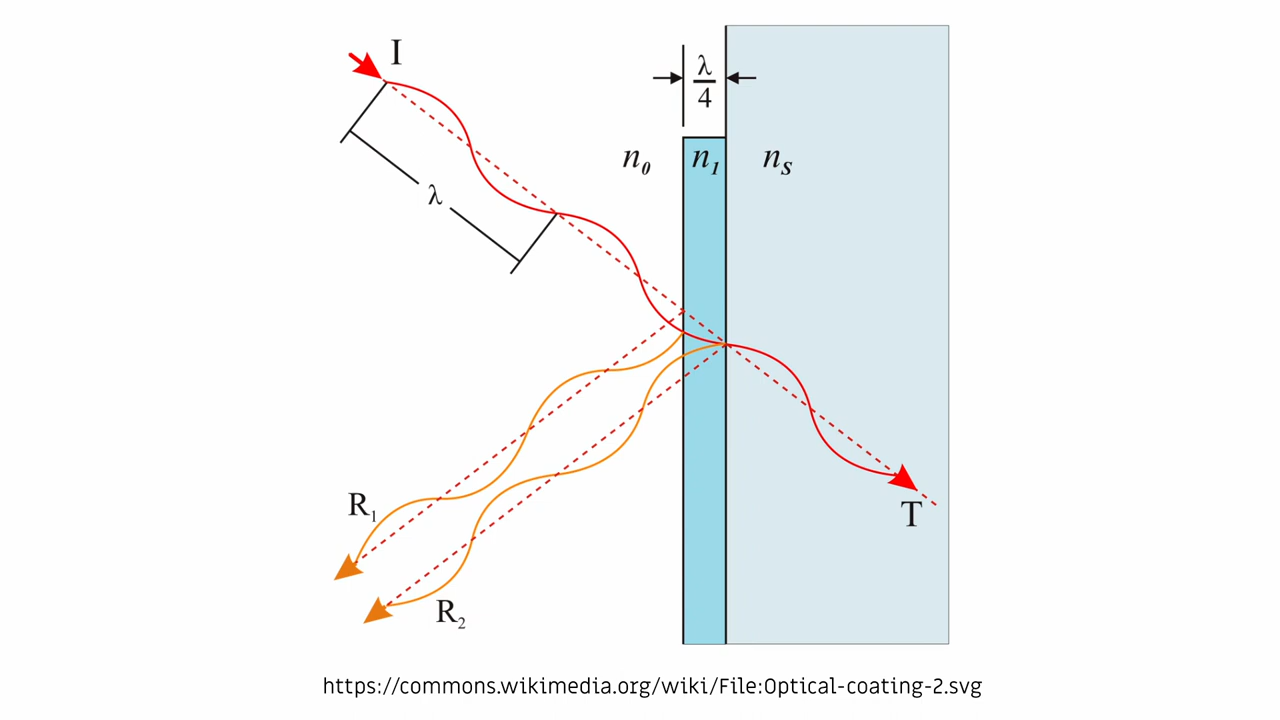 I
λ
4
n0 n1 nS
λ
R1
T
R2
https://commons.wikimedia.org/wiki/File:Optical-coating-2.svg